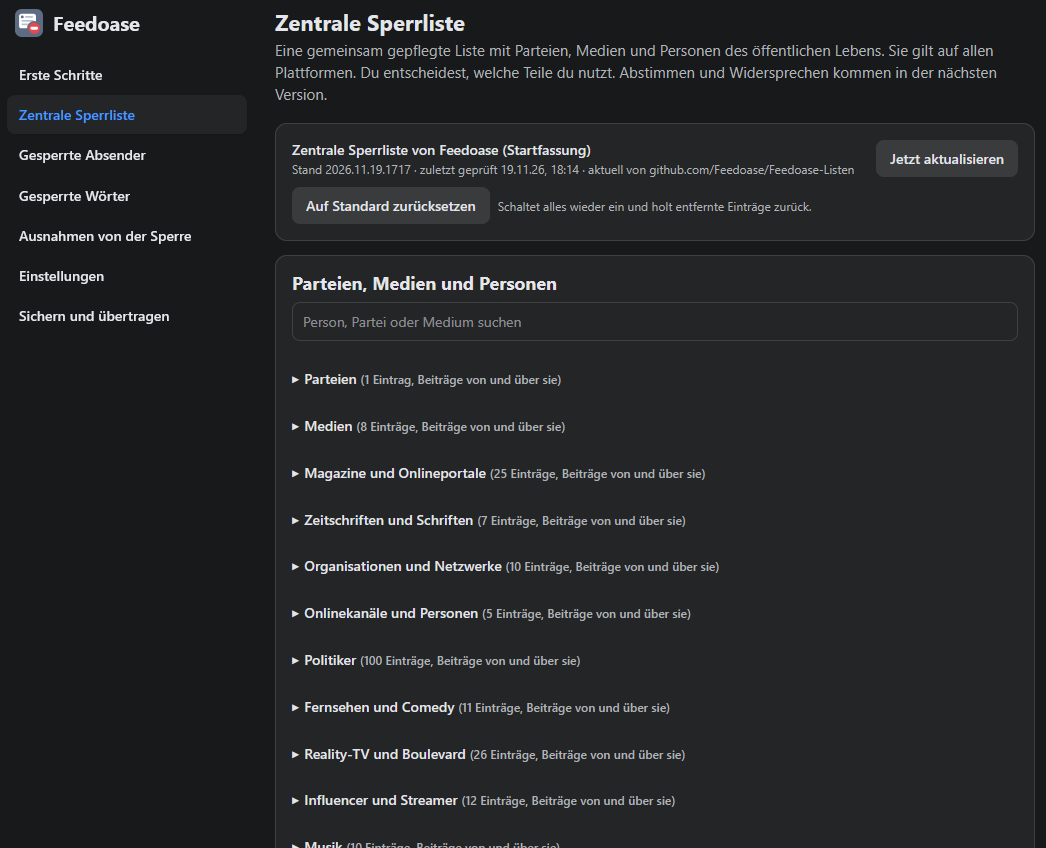 Feedoase
Erste Schritte
Zentrale Sperrliste
Gesperrte Absender
Gesperrte Wörter
Ausnahmen von der Sperre
Einstellungen
Sichern und übertragen
Zentrale Sperrliste
Eine gemeinsam gepflegte Liste mit Parteien, Medien und Personen des öffentlichen Lebens. Sie gilt auf allen
Plattformen. Du entscheidest, welche Teile du nutzt. Abstimmen und Widersprechen kommen in der nächsten
Version.
Zentrale Sperrliste von Feedoase (Startfassung)
Stand 2026.11.19.1717 · zuletzt geprüft 19.11.26, 18:14 · aktuell von github.com/Feedoase/Feedoase-Listen
Jetzt aktualisieren
Auf Standard zurücksetzen
Schaltet alles wieder ein und holt entfernte Einträge zurück.
Parteien, Medien und Personen
Person, Partei oder Medium suchen
Parteien (1 Eintrag, Beiträge von und über sie)
Medien (8 Einträge, Beiträge von und über sie)
Magazine und Onlineportale (25 Einträge, Beiträge von und über sie)
Zeitschriften und Schriften (7 Einträge, Beiträge von und über sie)
Organisationen und Netzwerke (10 Einträge, Beiträge von und über sie)
Onlinekanäle und Personen (5 Einträge, Beiträge von und über sie)
Politiker (100 Einträge, Beiträge von und über sie)
Fernsehen und Comedy (11 Einträge, Beiträge von und über sie)
Reality-TV und Boulevard (26 Einträge, Beiträge von und über sie)
Influencer und Streamer (12 Einträge, Beiträge von und über sie)
Musik (10 Einträge, Beiträge von und über sie)